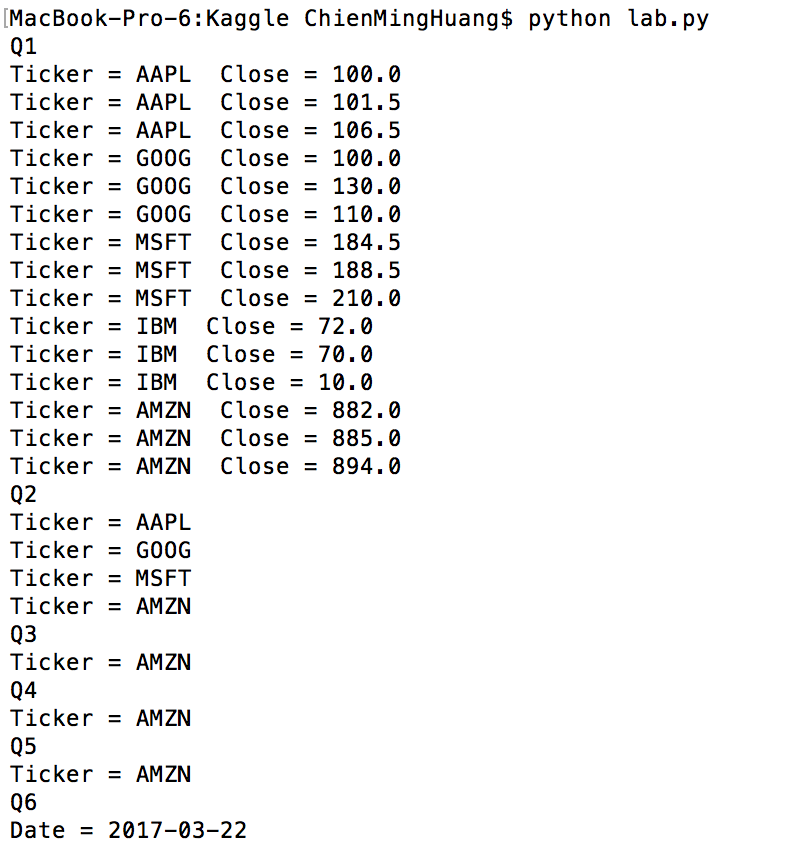 [MacBook-Pro-6:Kaggle ChienMingHuang$ python lab.py
Q1
Ticker = AAPL  Close = 100.0
Ticker = AAPL  Close = 101.5
Ticker = AAPL  Close = 106.5
Ticker = GOOG  Close = 100.0
Ticker = GOOG  Close = 130.0
Ticker = GOOG  Close = 110.0
Ticker = MSFT  Close = 184.5
Ticker = MSFT  Close = 188.5
Ticker = MSFT  Close = 210.0
Ticker = IBM  Close = 72.0
Ticker = IBM  Close = 70.0
Ticker = IBM  Close = 10.0
Ticker = AMZN  Close = 882.0
Ticker = AMZN  Close = 885.0
Ticker = AMZN  Close = 894.0
Q2
Ticker = AAPL
Ticker = GOOG
Ticker = MSFT
Ticker = AMZN
Q3
Ticker = AMZN
Q4
Ticker = AMZN
Q5
Ticker = AMZN
Q6
Date = 2017-03-22